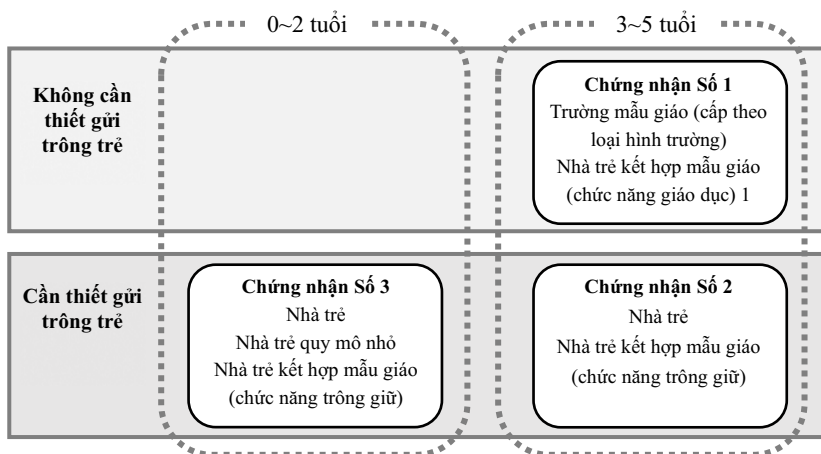 0~2 tuổi
3~5 tuổi
Không cần
thiết gửi
trông trẻ
Chứng nhận Số 1
Trường mẫu giáo (cấp theo
loại hình trường)
Nhà trẻ kết hợp mẫu giáo
(chức năng giáo dục) 1
Cần thiết gửi
trông trẻ
Chứng nhận Số 3
Nhà trẻ
Nhà trẻ quy mô nhỏ
Nhà trẻ kết hợp mẫu giáo
(chức năng trông giữ)
Chứng nhận Số 2
Nhà trẻ
Nhà trẻ kết hợp mẫu giáo
(chức năng trông giữ)